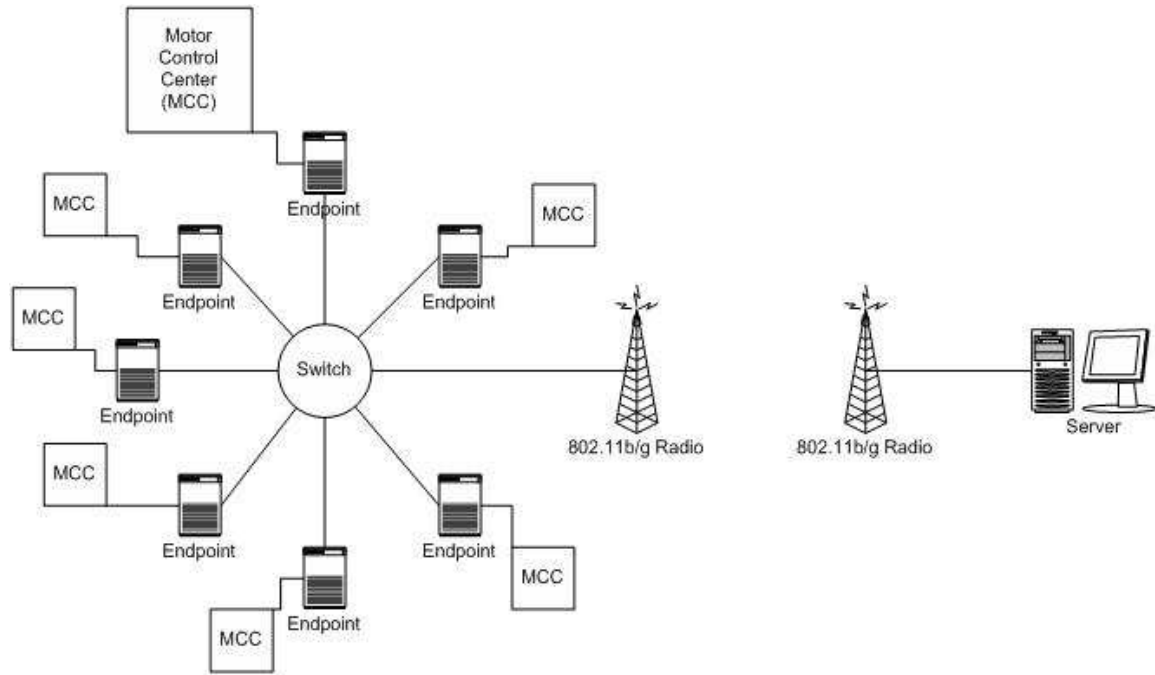 Motor
Control
Center
(MCC)
Endpoint
MCC
Endpoint
MCC
Endpoint
MCC
Endpoint
Switch
802.11b/g Radio
802.11b/g Radio
Server
MCC
Endpoint
Endpoint
MCC
Endpoint
MCC